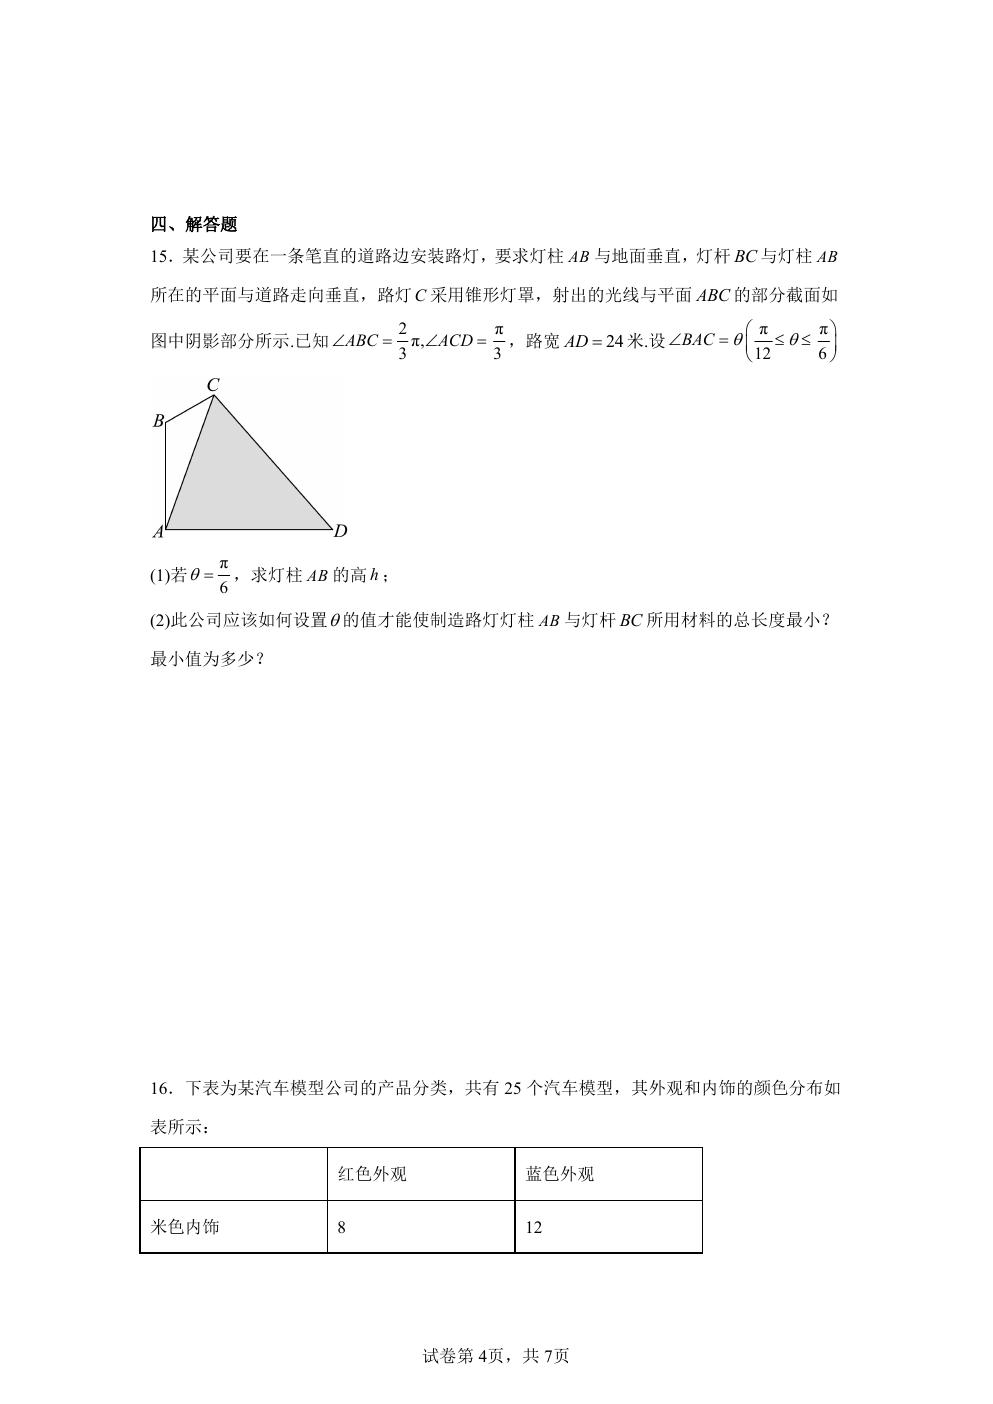 四、解答题
15．某公司要在一条笔直的道路边安装路灯，要求灯柱 AB 与地面垂直，灯杆 BC 与灯柱 AB
所在的平面与道路走向垂直，路灯 C 采用锥形灯罩，射出的光线与平面 ABC 的部分截面如
图中阴影部分所示.已知 ∠ABC = 2/3 π,∠ACD = π/3，路宽 AD = 24 米.设 ∠BAC = θ(π/12 ≤ θ ≤ π/6)
C
B
A
D
(1)若 θ = π/6，求灯柱 AB 的高 h；
(2)此公司应该如何设置 θ 的值才能使制造路灯灯柱 AB 与灯杆 BC 所用材料的总长度最小？
最小值为多少？
16．下表为某汽车模型公司的产品分类，共有 25 个汽车模型，其外观和内饰的颜色分布如
表所示：
红色外观 蓝色外观
米色内饰 8 12
试卷第 4页，共 7页